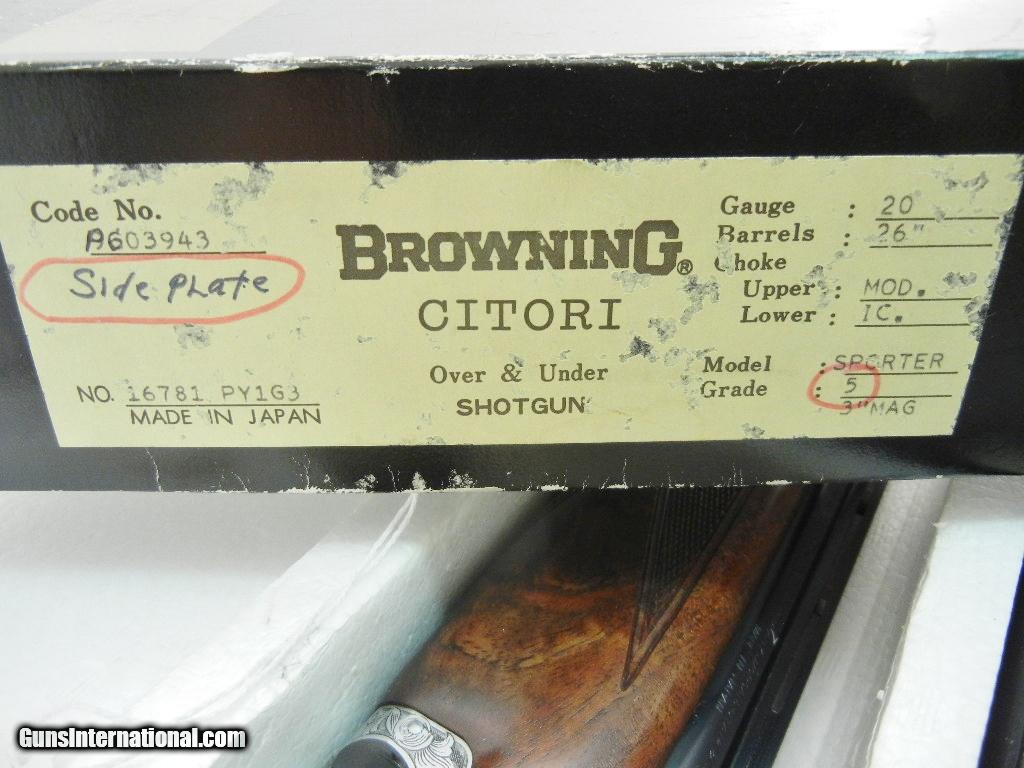 Code No.
A603943
Side Plate
NO. 16781 PY1G3
MADE IN JAPAN
BROWNING®
CITORI
Over & Under
SHOTGUN
Gauge : 20
Barrels : 26"
Choke
Upper : MOD.
Lower : IC.
Model : SPORTER
Grade : 5
3"MAG
GunsInternational.com